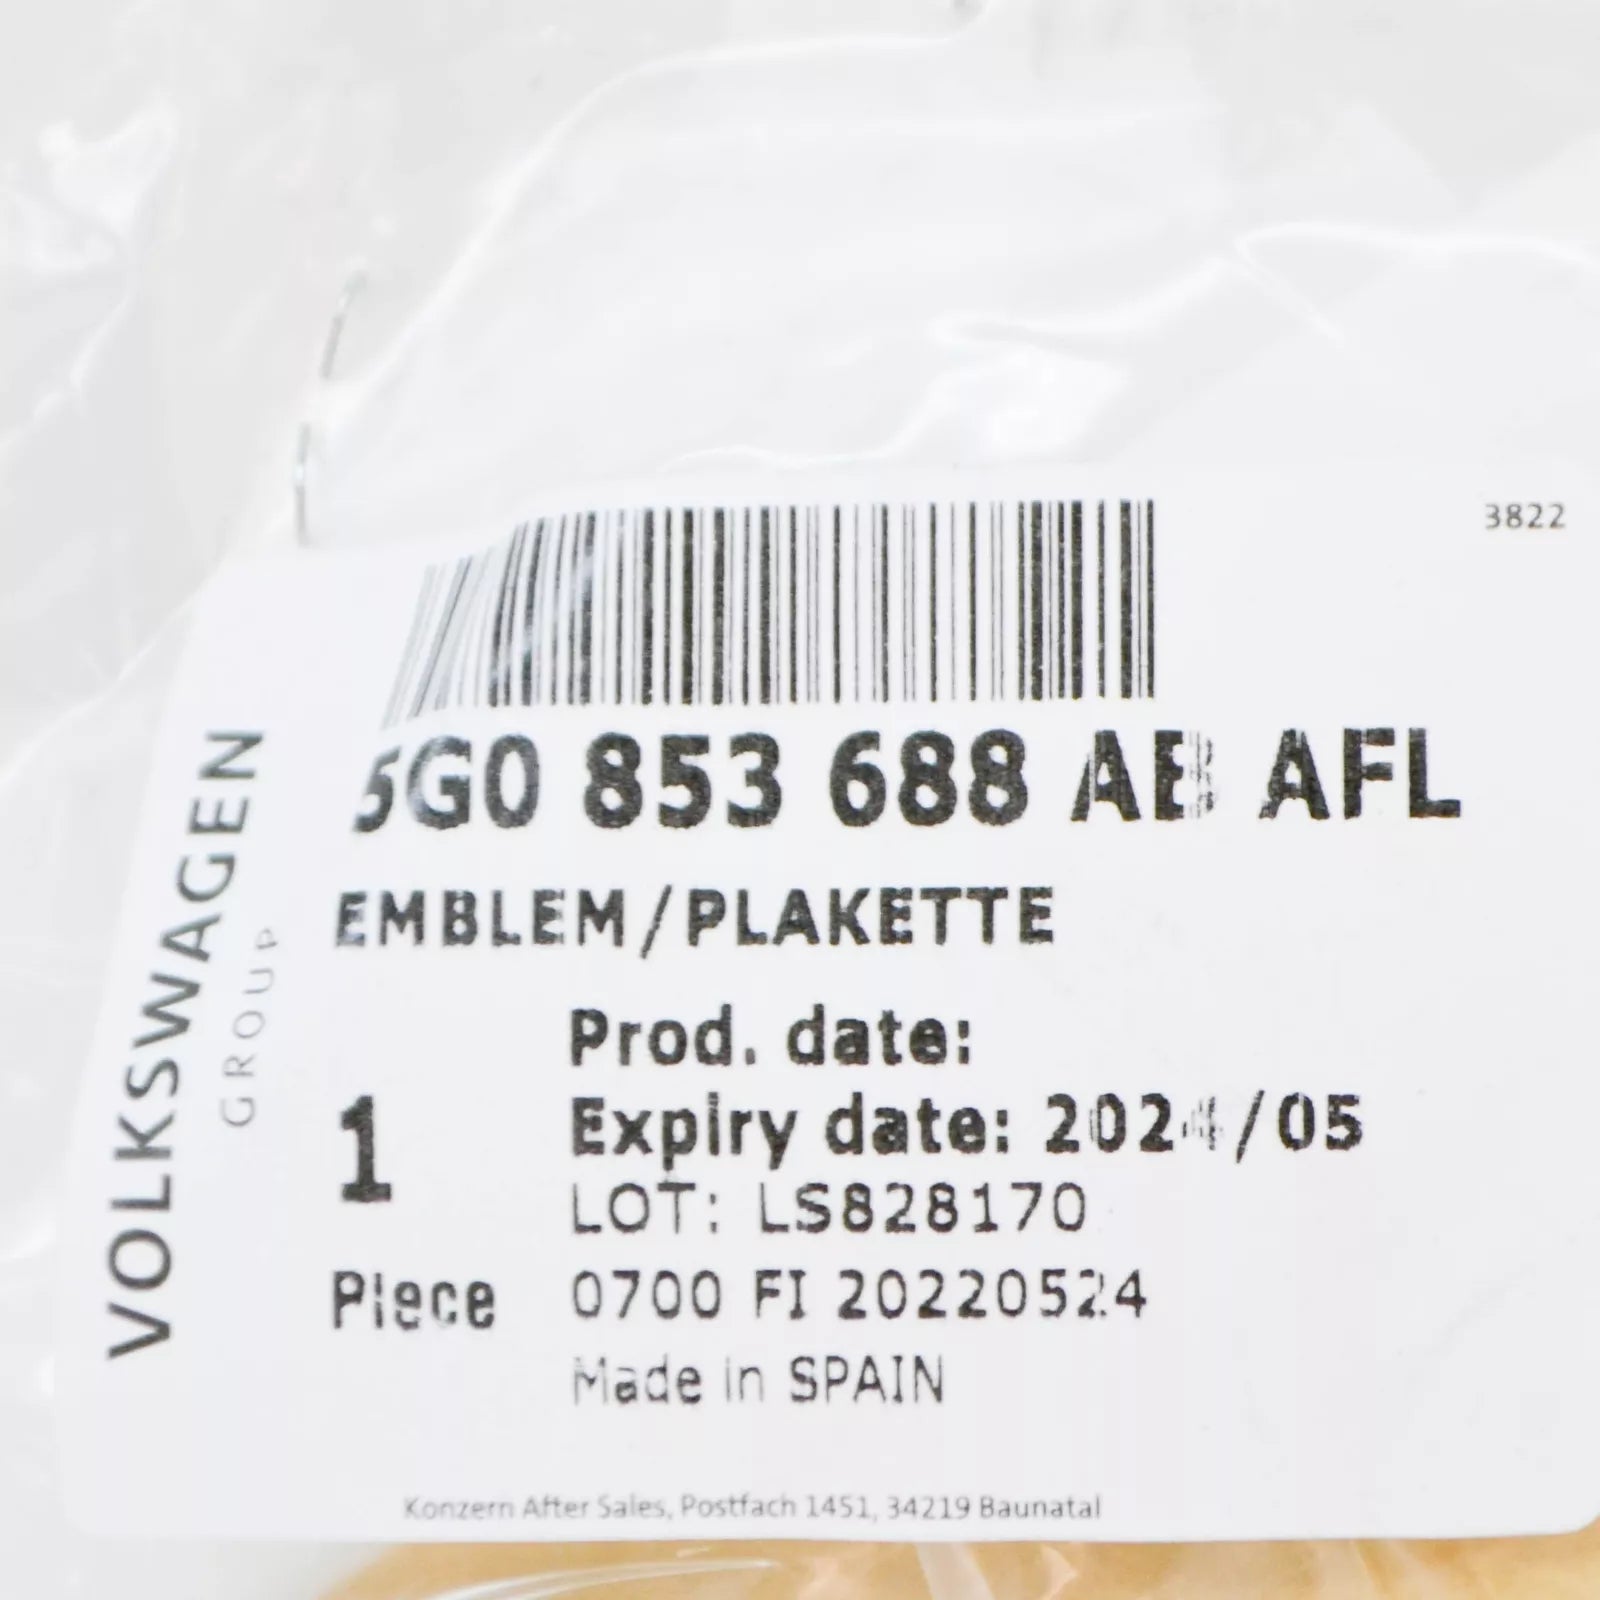 3822
5G0 853 688 AB AFL
EMBLEM/PLAKETTE
Prod. date:
Expiry date: 2024/05
1
LOT: LS828170
Piece
0700 FI 20220524
Made in SPAIN
Konzern After Sales, Postfach 1451, 34219 Baunatal
VOLKSWAGEN
GROUP